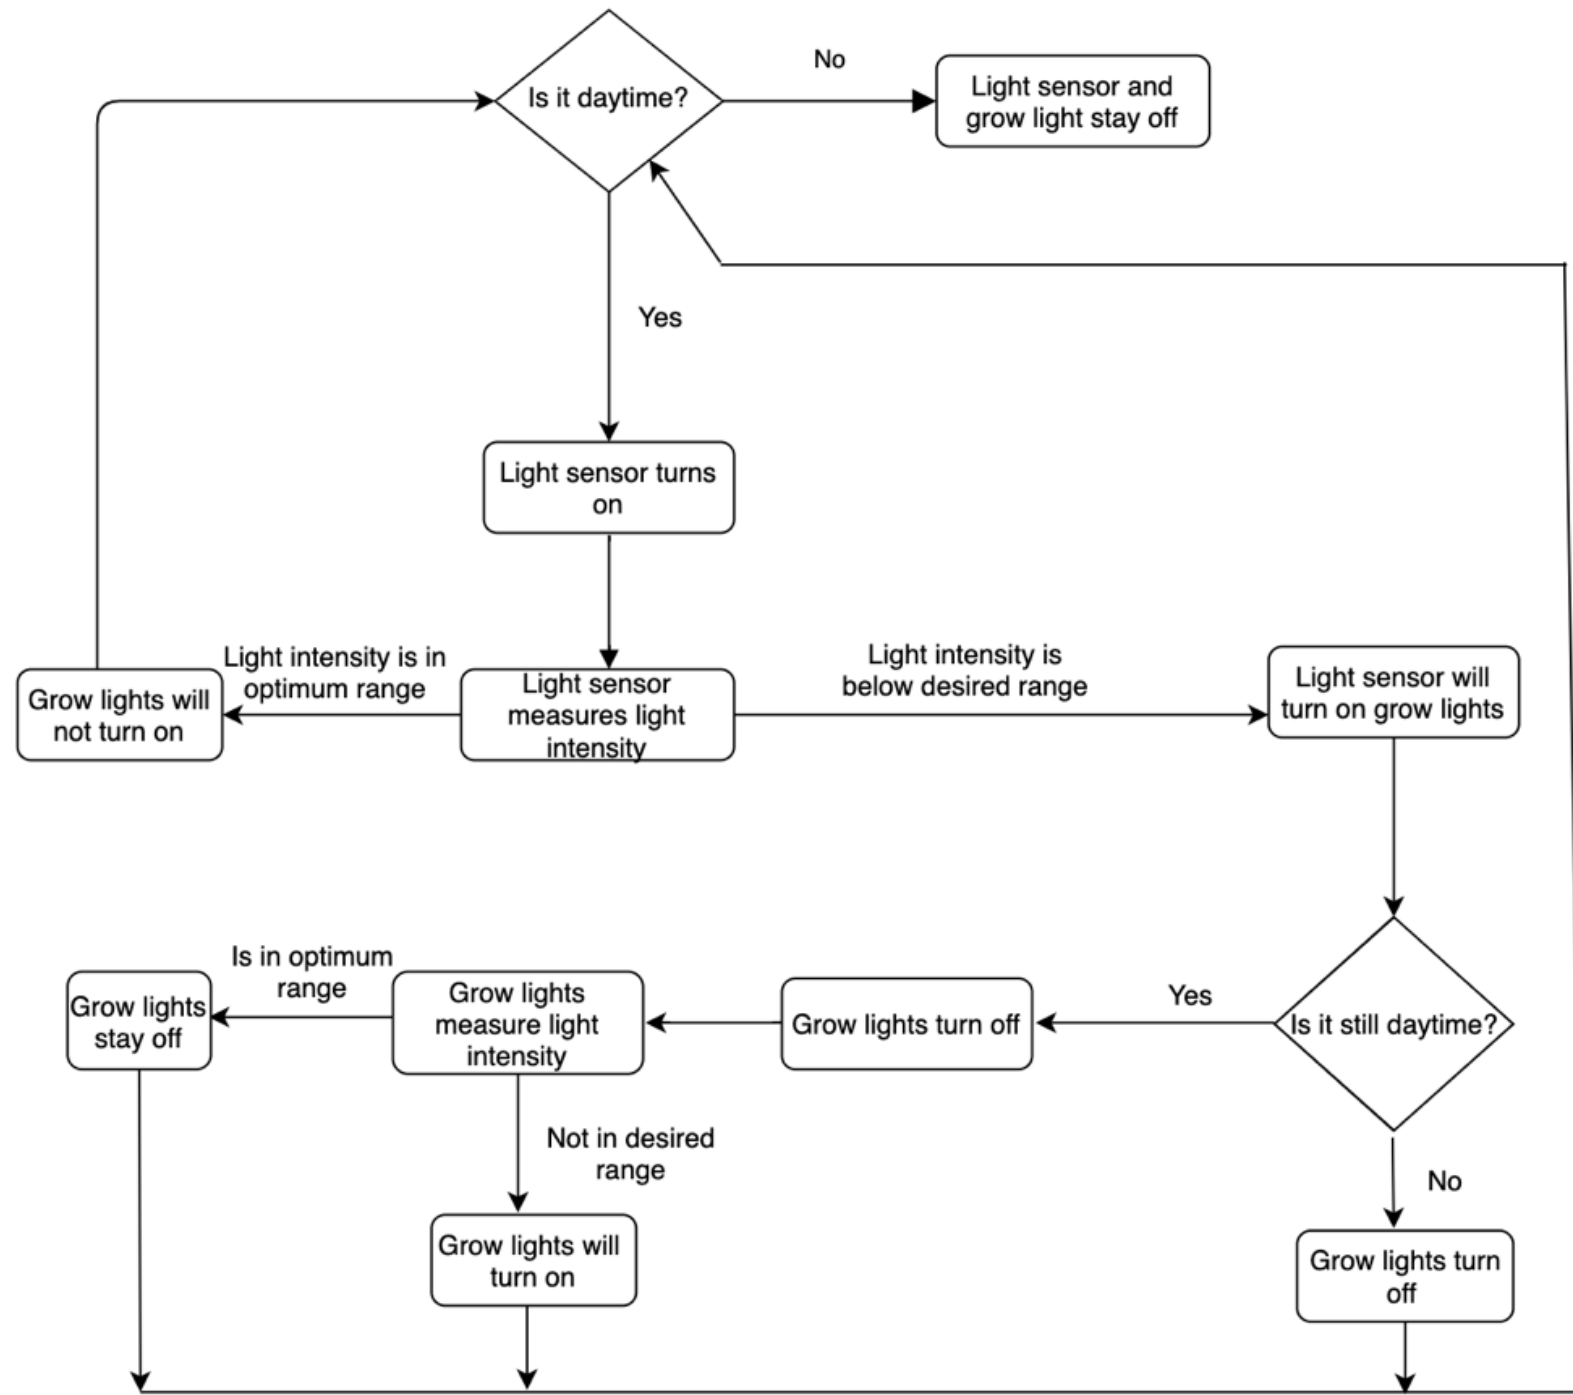 No
Is it daytime?
Light sensor and
grow light stay off
Yes
Light sensor turns
on
Light intensity is in
optimum range
Light intensity is
below desired range
Grow lights will
not turn on
Light sensor
measures light
intensity
Light sensor will
turn on grow lights
Is in optimum
range
Grow lights
stay off
Grow lights
measure light
intensity
Grow lights turn off
Yes
Is it still daytime?
Not in desired
range
No
Grow lights will
turn on
Grow lights turn
off